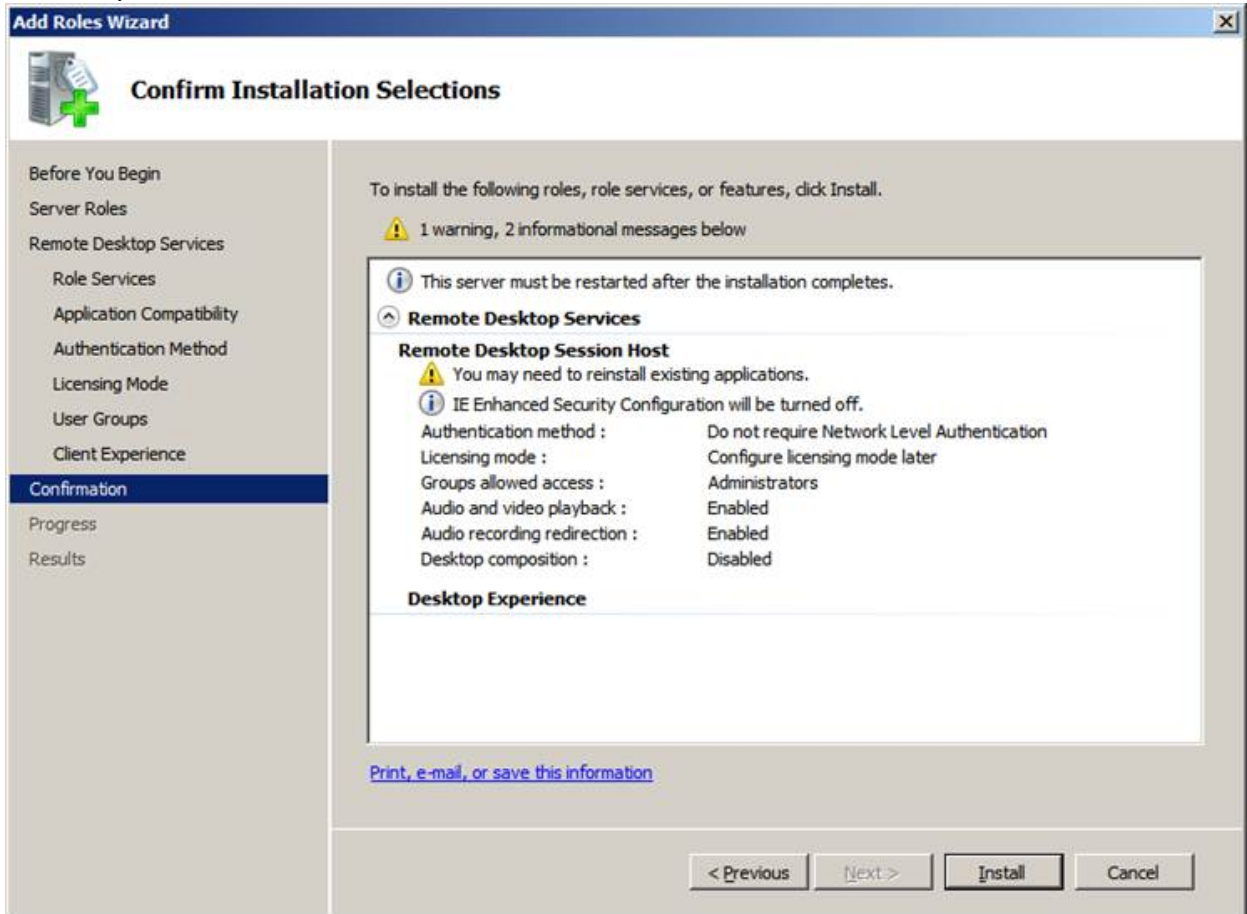 Add Roles Wizard
Confirm Installation Selections
Before You Begin
Server Roles
Remote Desktop Services
Role Services
Application Compatibility
Authentication Method
Licensing Mode
User Groups
Client Experience
Confirmation
Progress
Results
To install the following roles, role services, or features, click Install.
1 warning, 2 informational messages below
This server must be restarted after the installation completes.
Remote Desktop Services
Remote Desktop Session Host
You may need to reinstall existing applications.
IE Enhanced Security Configuration will be turned off.
Authentication method : Do not require Network Level Authentication
Licensing mode : Configure licensing mode later
Groups allowed access : Administrators
Audio and video playback : Enabled
Audio recording redirection : Enabled
Desktop composition : Disabled
Desktop Experience
Print, e-mail, or save this information
< Previous Next > Install Cancel